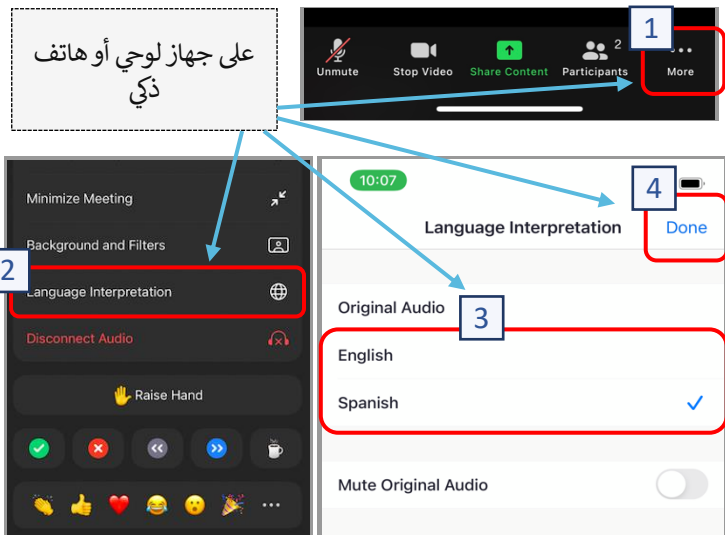 على جهاز لوحي أو هاتف
ذكي
1
2
Unmute
Stop Video
Share Content
Participants
More
Minimize Meeting
Background and Filters
2
Language Interpretation
Disconnect Audio
Raise Hand
10:07
4
Language Interpretation
Done
Original Audio
3
English
Spanish
Mute Original Audio